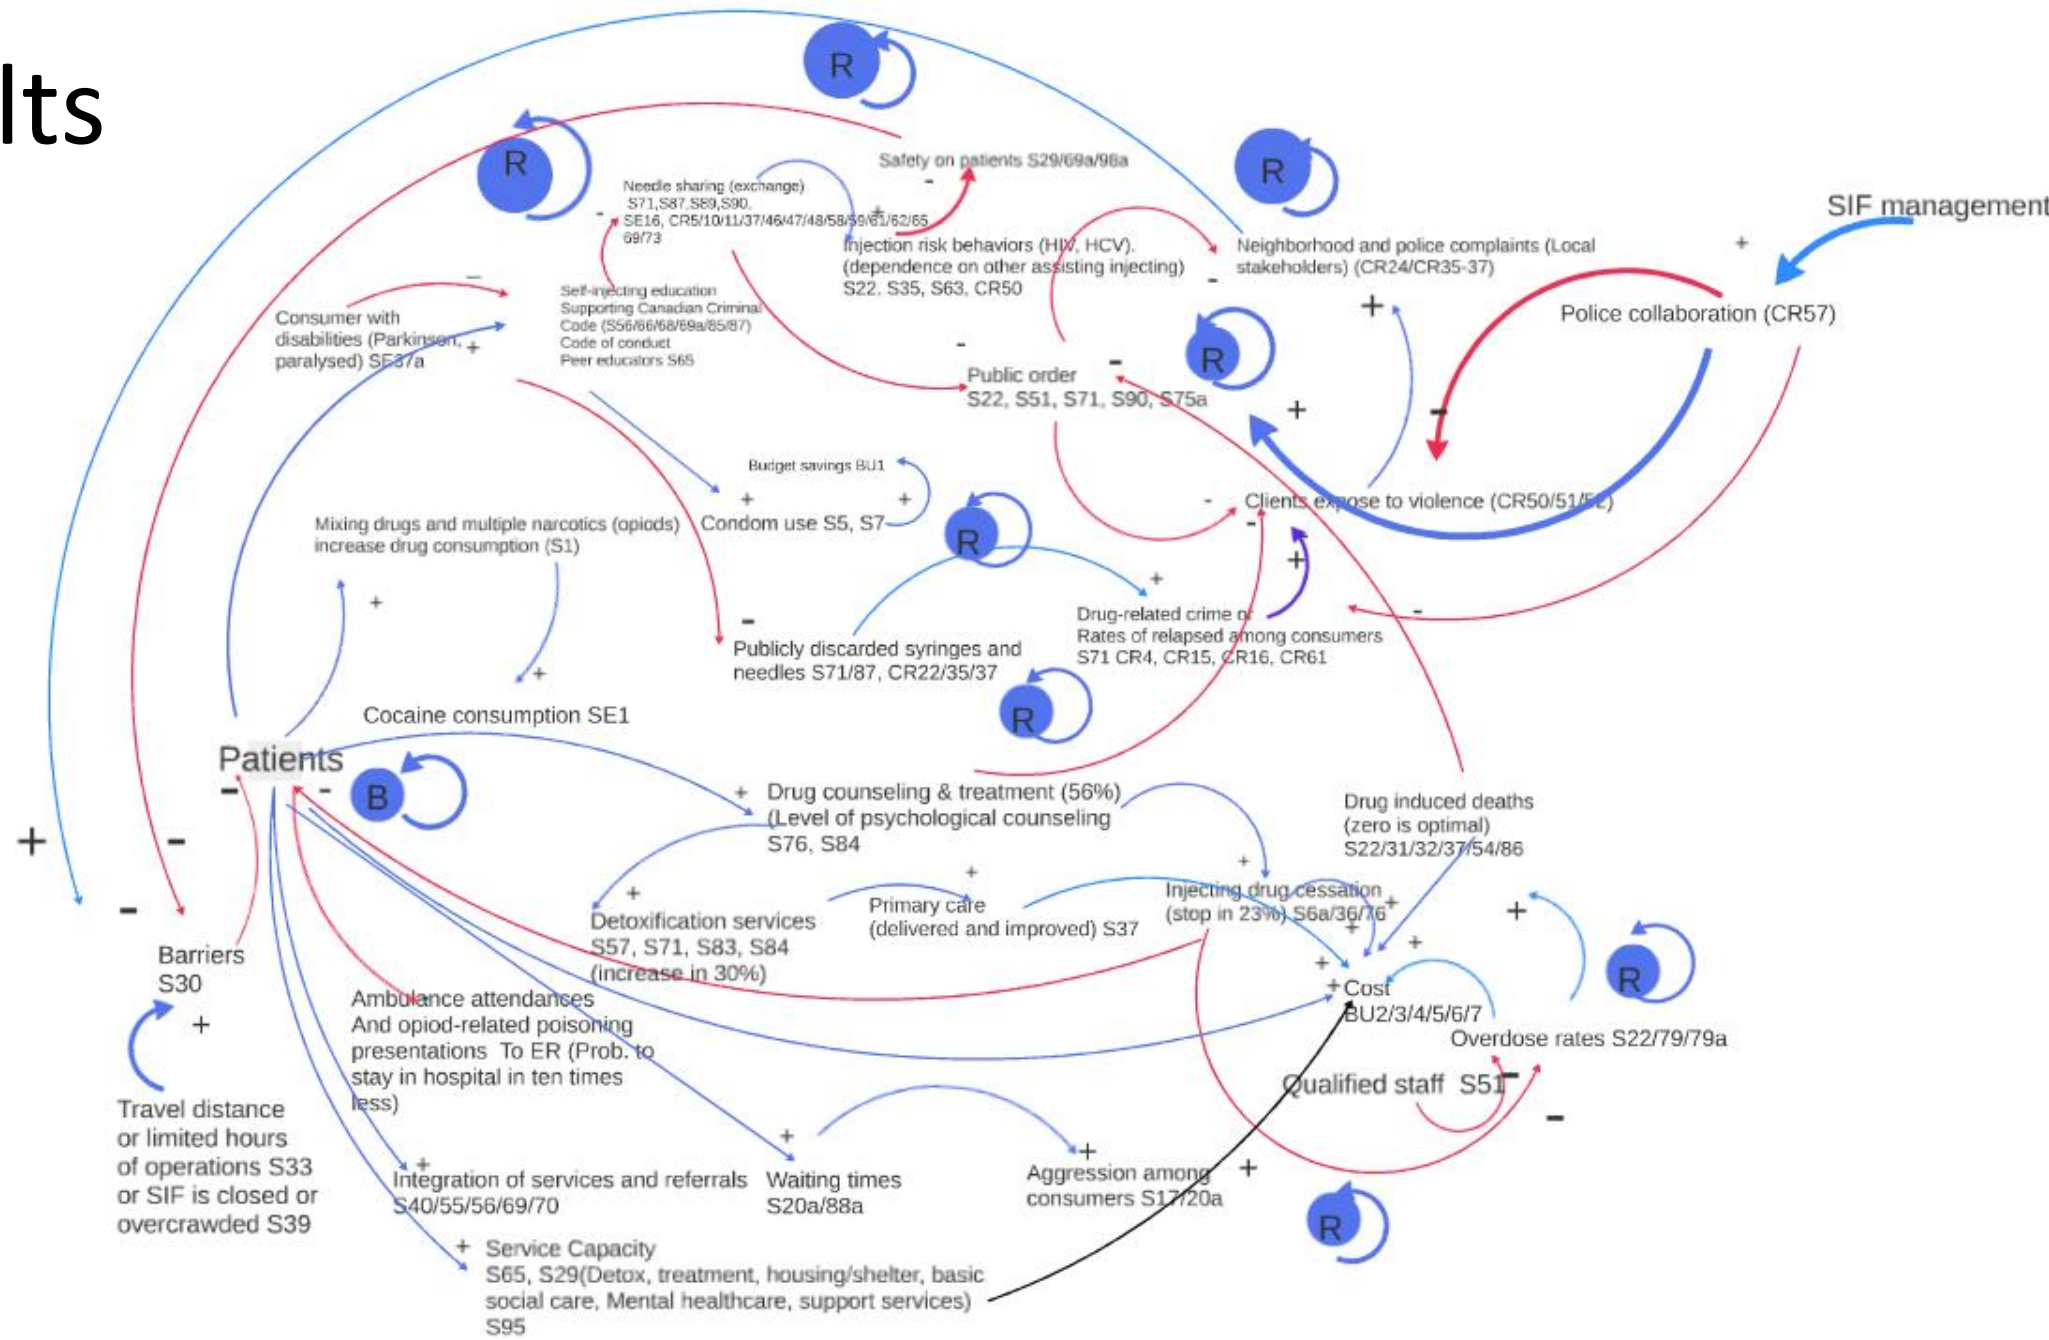 lts
R
R
R
Safety on patients S29/69a/98a
-
Needle sharing (exchange)
S71,S87,S89,S90,
SE16, CR5/10/11/37/46/47/48/58/59/61/62/65
69/73
-
+
Injection risk behaviors (HIV, HCV).
(dependence on other assisting injecting)
S22, S35, S63, CR50
Neighborhood and police complaints (Local
stakeholders) (CR24/CR35-37)
-
+
SIF management
+
Police collaboration (CR57)
Consumer with
disabilities (Parkinson,
paralysed) SE37a
–
+
Self-injecting education
Supporting Canadian Criminal
Code (S56/66/68/69a/85/87)
Code of conduct
Peer educators S65
-
Public order
S22, S51, S71, S90, S75a
-
R
+
-
Budget savings BU1
+
+
Condom use S5, S7
R
-
Clients expose to violence (CR50/51/52)
-
+
Mixing drugs and multiple narcotics (opiods)
increase drug consumption (S1)
+
+
Cocaine consumption SE1
-
Publicly discarded syringes and
needles S71/87, CR22/35/37
+
Drug-related crime or
Rates of relapsed among consumers
S71 CR4, CR15, CR16, CR61
-
R
Patients
-
-
B
+
Drug counseling & treatment (56%)
(Level of psychological counseling
S76, S84
Drug induced deaths
(zero is optimal)
S22/31/32/37/54/86
+
-
-
Barriers
S30
+
Travel distance
or limited hours
of operations S33
or SIF is closed or
overcrawded S39
+
Detoxification services
S57, S71, S83, S84
(increase in 30%)
+
Primary care
(delivered and improved) S37
+
Injecting drug cessation
(stop in 23%) S6a/36/76
+
+
+
+
+
Cost
BU2/3/4/5/6/7
+
R
Overdose rates S22/79/79a
Qualified staff S51
-
-
Ambulance attendances
And opiod-related poisoning
presentations To ER (Prob. to
stay in hospital in ten times
less)
-
+
Integration of services and referrals
S40/55/56/69/70
+
Waiting times
S20a/88a
+
Aggression among
consumers S17/20a
+
R
+
Service Capacity
S65, S29(Detox, treatment, housing/shelter, basic
social care, Mental healthcare, support services)
S95